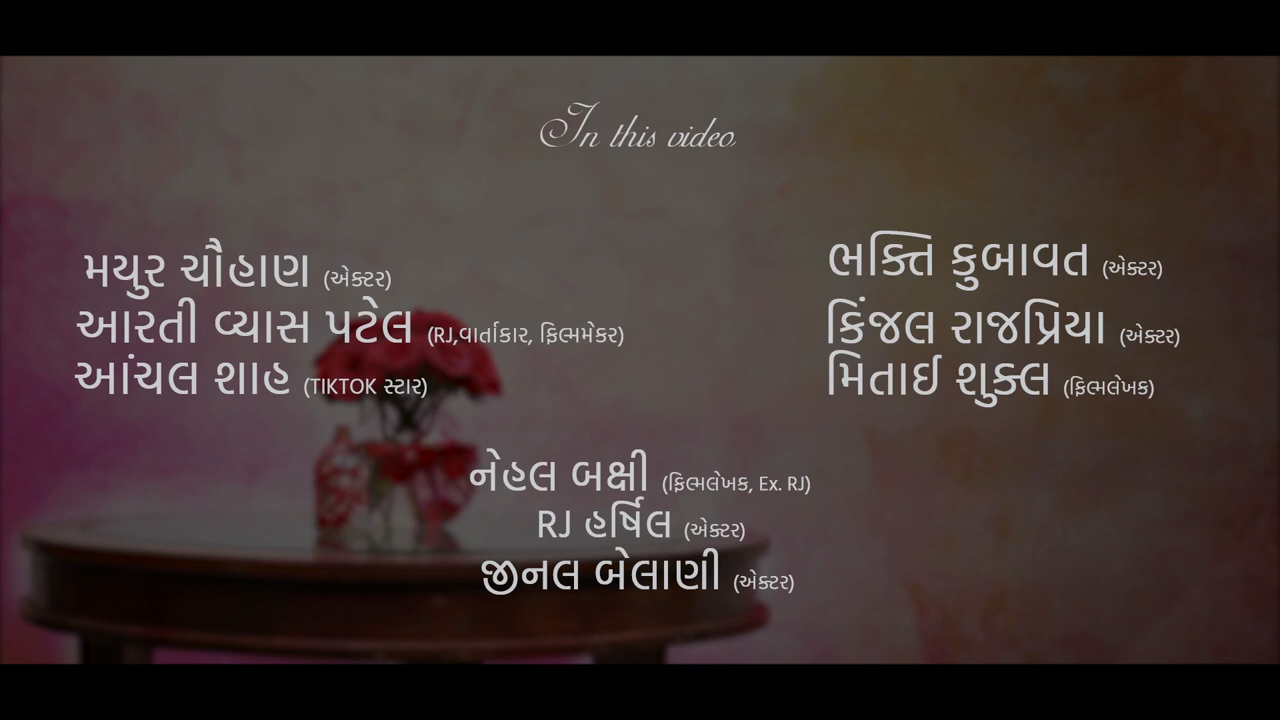 In this video
મયુર ચૌહાણ (એક્ટર)
આરતી વ્યાસ પટેલ (RJ,વાર્તાકાર, ફિલ્મમેકર)
આંચલ શાહ (TIKTOK સ્ટાર)
ભક્તિ કુબાવત (એક્ટર)
કિંજલ રાજપ્રિયા (એક્ટર)
મિતાઈ શુક્લ (ફિલ્મલેખક)
નેહલ બક્ષી (ફિલ્મલેખક, Ex. RJ)
RJ હર્ષિલ (એક્ટર)
જીનલ બેલાણી (એક્ટર)